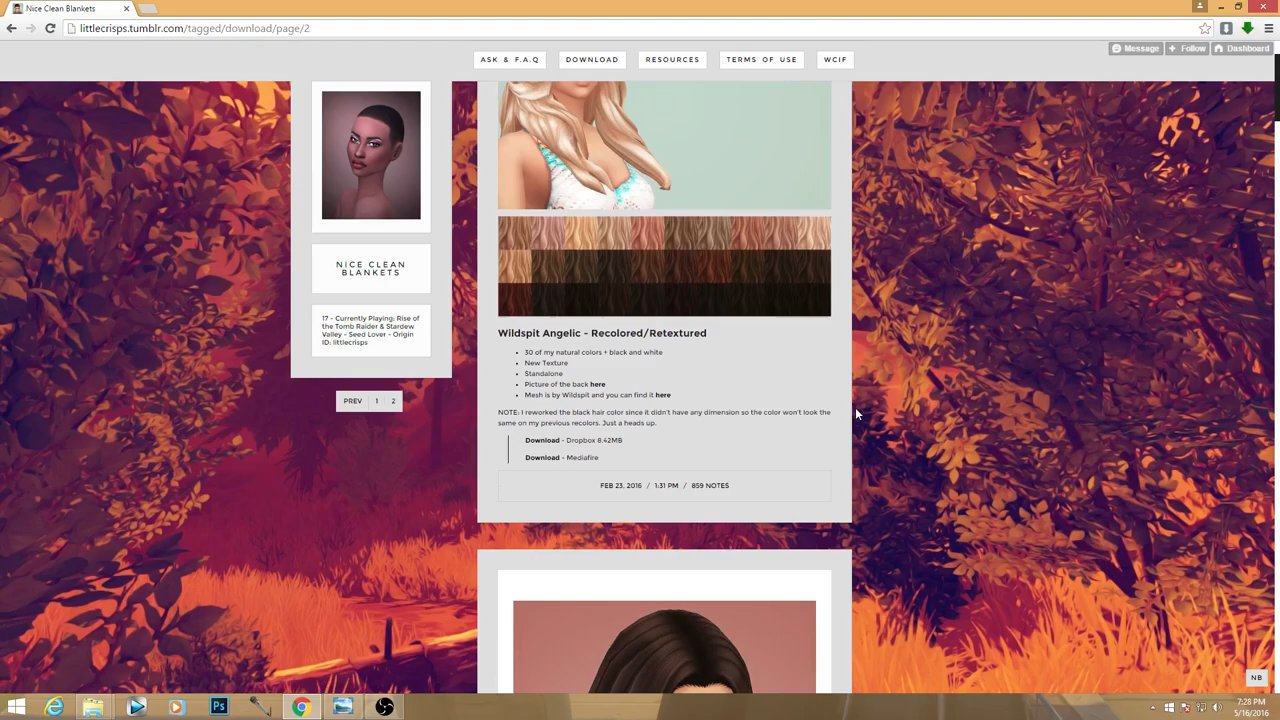 Nice Clean Blankets
littlecrisps.tumblr.com/tagged/download/page/2
Message
Follow
Dashboard
ASK & F.A.Q
DOWNLOAD
RESOURCES
TERMS OF USE
WCIF
NICE CLEAN
BLANKETS
17 - Currently Playing: Rise of
the Tomb Raider & Stardew
Valley - Seed Lover - Origin
ID: littlecrisps
PREV 1 2
Wildspit Angelic - Recolored/Retextured
30 of my natural colors + black and white
New Texture
Standalone
Picture of the back here
Mesh is by Wildspit and you can find it here
NOTE: I reworked the black hair color since it didn't have any dimension so the color won't look the
same on my previous recolors. Just a heads up.
Download - Dropbox 8.42MB
Download - Mediafire
FEB 23, 2016 / 1:31 PM / 859 NOTES
NB
Ps
7:28 PM
5/16/2016